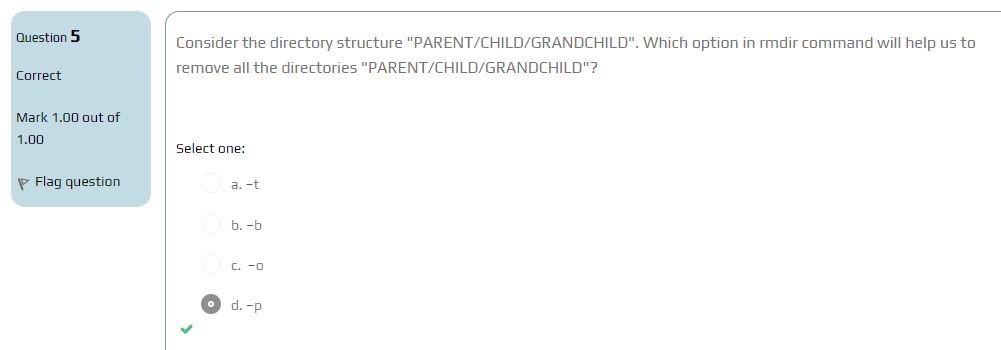 Question 5
Correct
Mark 1.00 out of
1.00
Flag question
Consider the directory structure "PARENT/CHILD/GRANDCHILD". Which option in rmdir command will help us to
remove all the directories "PARENT/CHILD/GRANDCHILD"?
Select one:
a. -t
b. -b
c. -o
d. -p